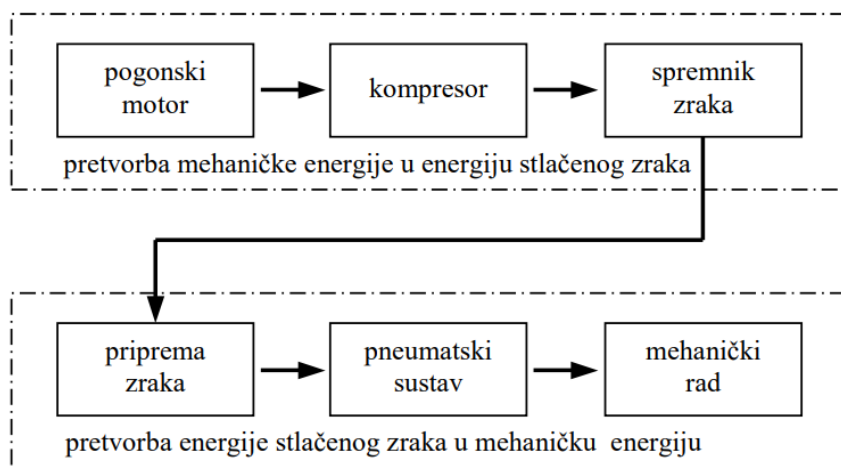 pogonski
motor
kompresor
spremnik
zraka
pretvorba mehaničke energije u energiju stlačenog zraka
priprema
zraka
pneumatski
sustav
mehanički
rad
pretvorba energije stlačenog zraka u mehaničku energiju